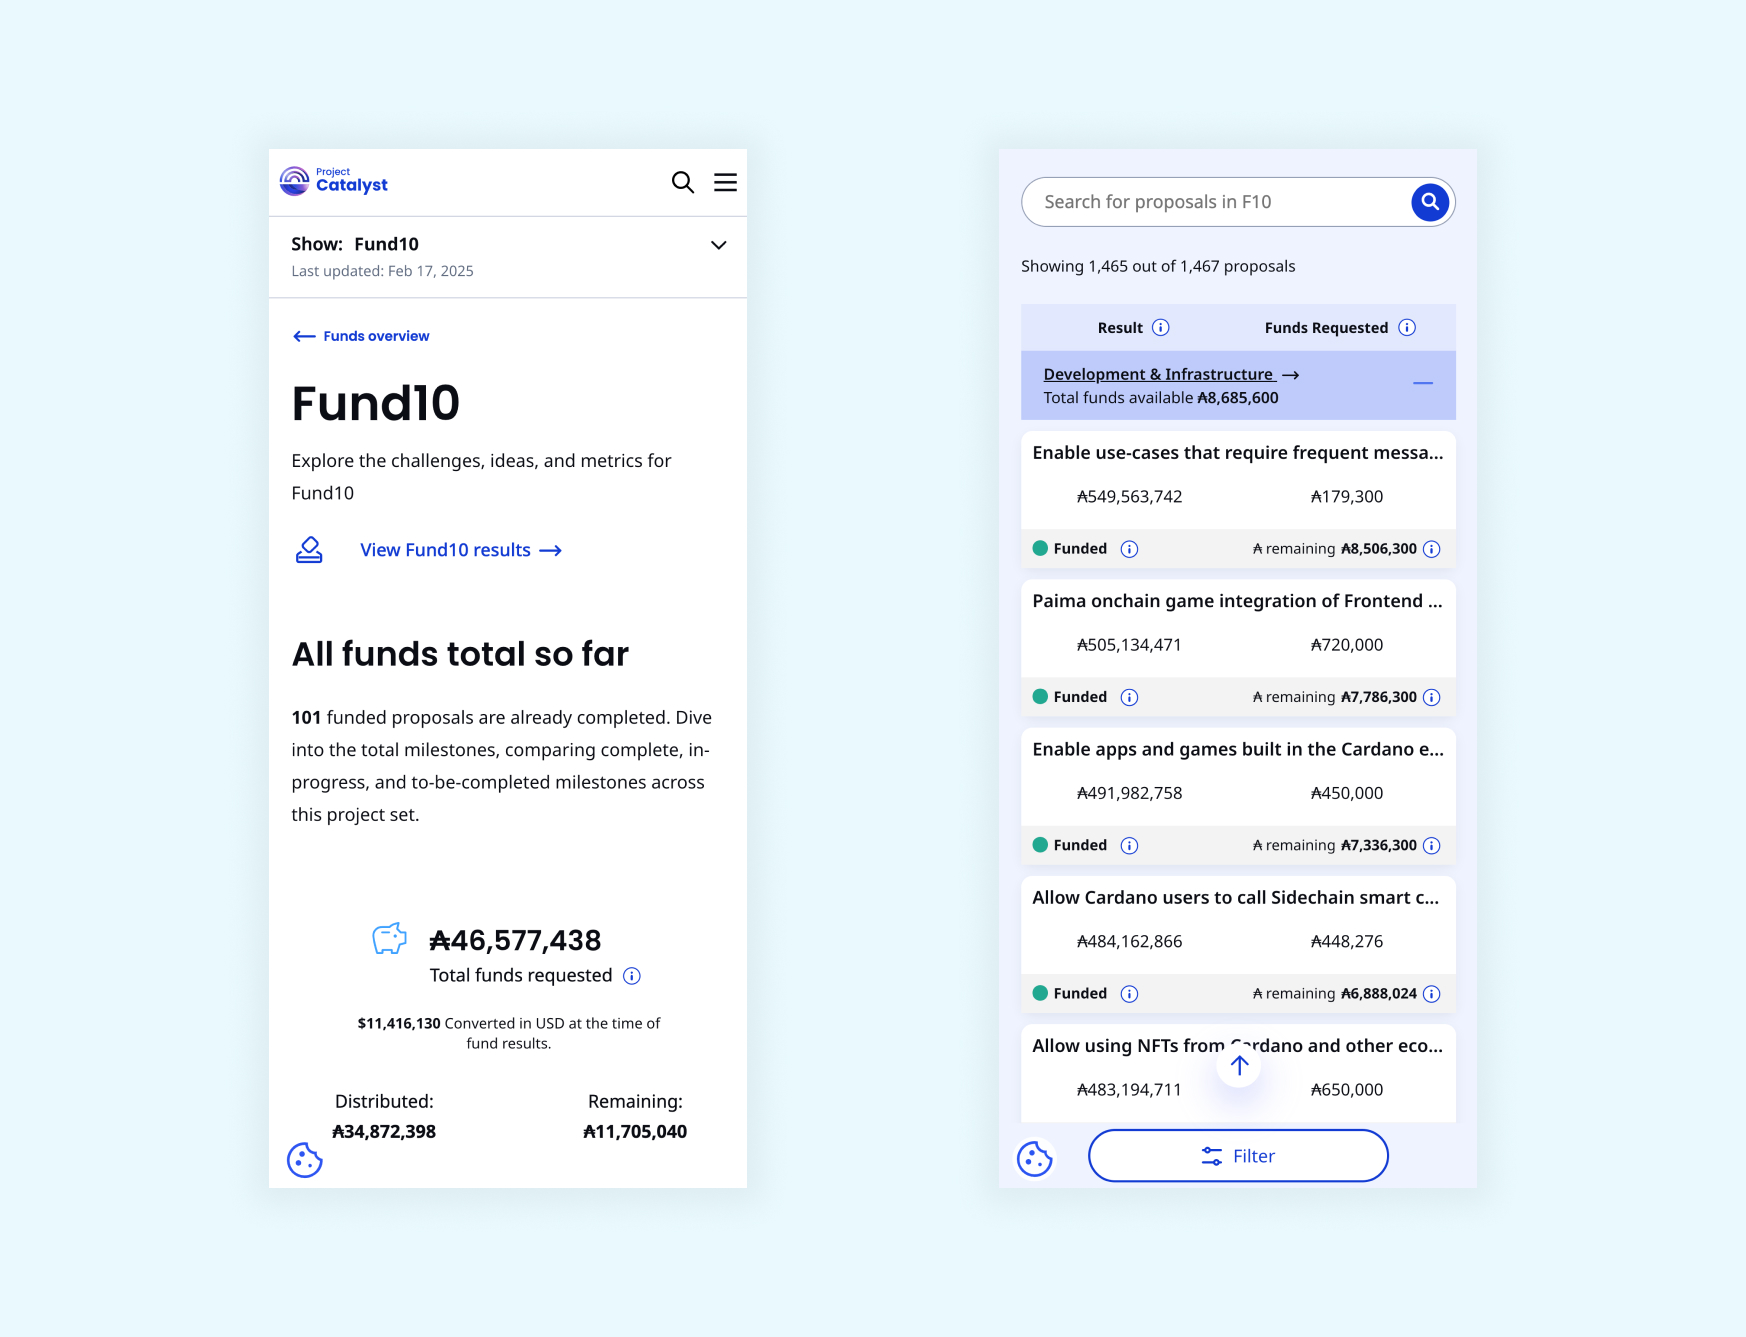 Project
Catalyst
Show: Fund10
Last updated: Feb 17, 2025
Funds overview
Fund10
Explore the challenges, ideas, and metrics for
Fund10
View Fund10 results
All funds total so far
101 funded proposals are already completed. Dive
into the total milestones, comparing complete, in-
progress, and to-be-completed milestones across
this project set.
₳46,577,438
Total funds requested
$11,416,130 Converted in USD at the time of
fund results.
Distributed: Remaining:
₳34,872,398 ₳11,705,040
Search for proposals in F10
Showing 1,465 out of 1,467 proposals
Result Funds Requested
Development & Infrastructure
Total funds available ₳8,685,600
Enable use-cases that require frequent messa...
₳549,563,742 ₳179,300
Funded ₳ remaining ₳8,506,300
Paima onchain game integration of Frontend ...
₳505,134,471 ₳720,000
Funded ₳ remaining ₳7,786,300
Enable apps and games built in the Cardano e...
₳491,982,758 ₳450,000
Funded ₳ remaining ₳7,336,300
Allow Cardano users to call Sidechain smart c...
₳484,162,866 ₳448,276
Funded ₳ remaining ₳6,888,024
Allow using NFTs from Cardano and other eco...
₳483,194,711 ₳650,000
Filter